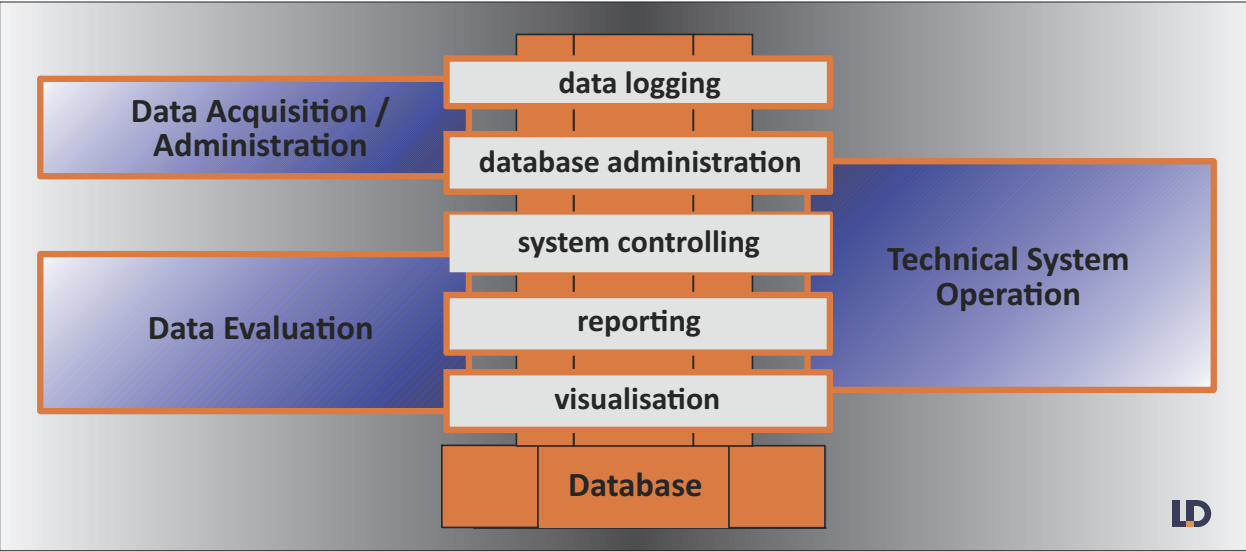 data logging
Data Acquisition /
Administration
database administration
system controlling
Technical System
Operation
Data Evaluation
reporting
visualisation
Database
LD